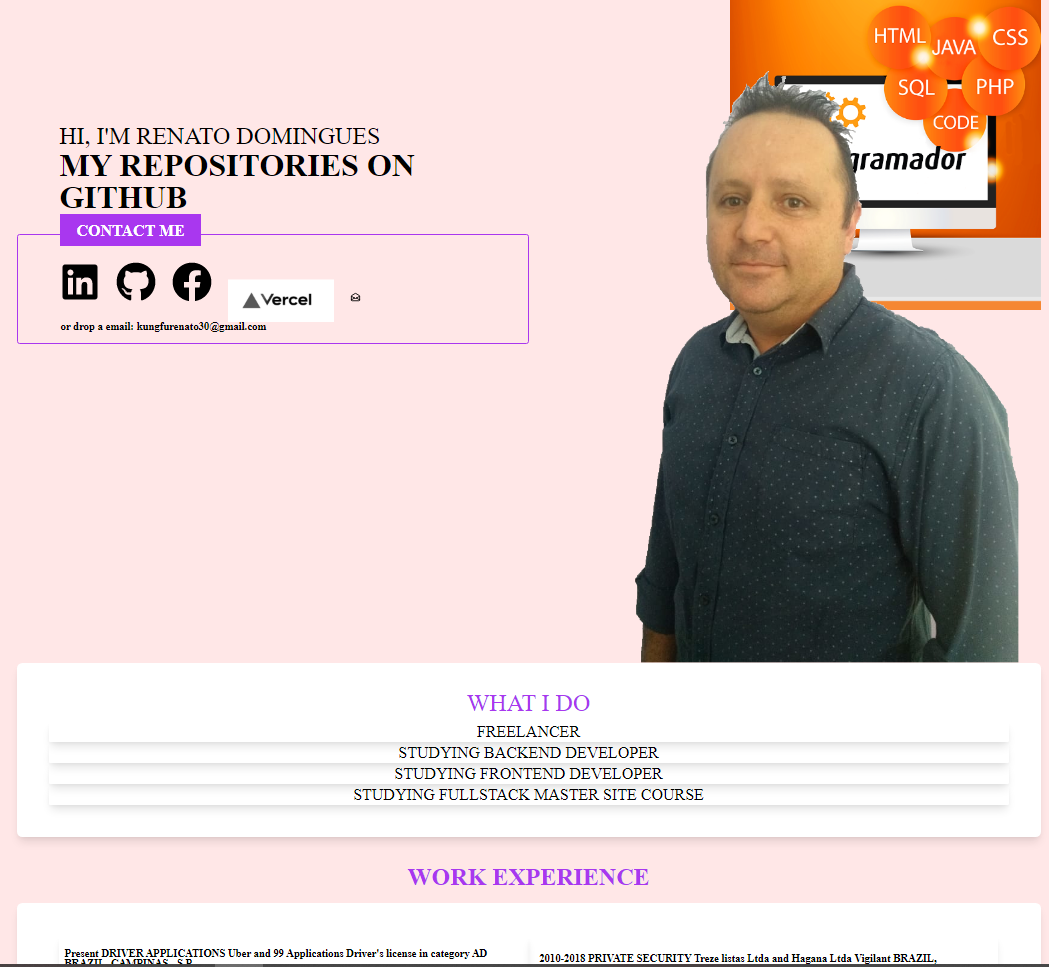 HTML
JAVA
CSS
SQL
PHP
CODE
gramador
HI, I'M RENATO DOMINGUES
MY REPOSITORIES ON
GITHUB
CONTACT ME
in
Vercel
or drop a email: kungfurenato30@gmail.com
WHAT I DO
FREELANCER
STUDYING BACKEND DEVELOPER
STUDYING FRONTEND DEVELOPER
STUDYING FULLSTACK MASTER SITE COURSE
WORK EXPERIENCE
Present DRIVER APPLICATIONS Uber and 99 Applications Driver's license in category AD
BRAZIL, CAMPINAS
2010-2018 PRIVATE SECURITY Treze listas Ltda and Hagana Ltda Vigilant BRAZIL,